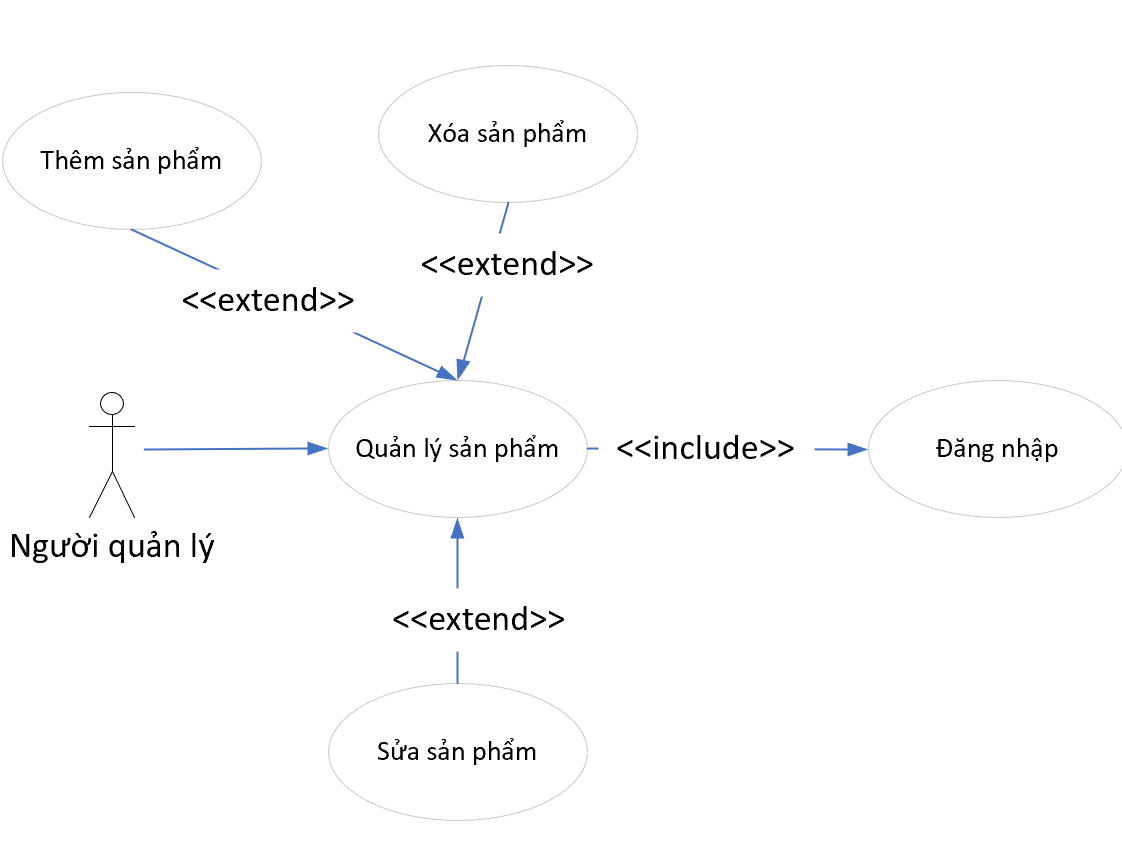 Xóa sản phẩm
Thêm sản phẩm
<<extend>>
<<extend>>
Quản lý sản phẩm
<<include>>
Đăng nhập
Người quản lý
<<extend>>
Sửa sản phẩm